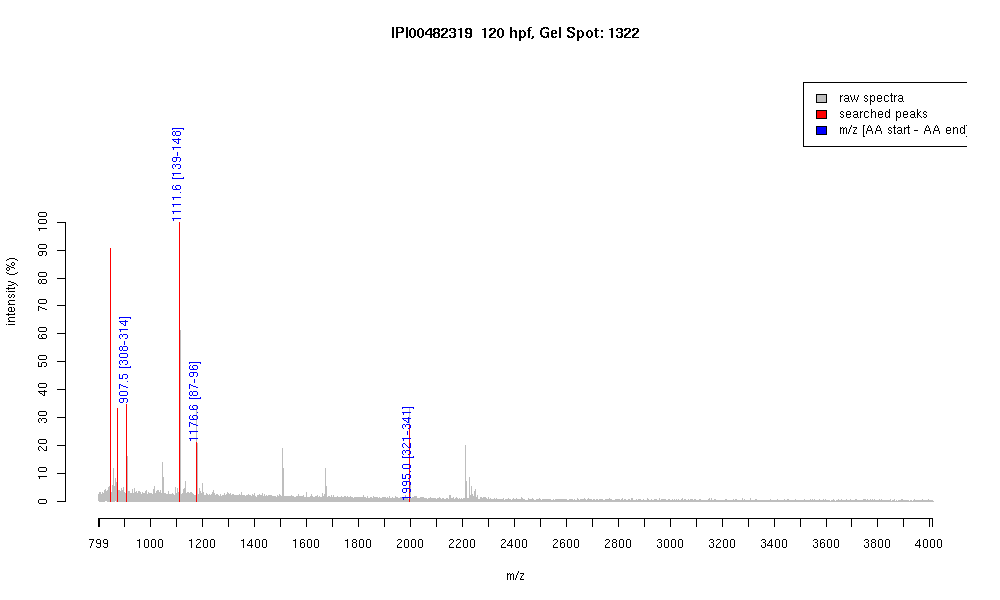 IPI00482319 120 hpf, Gel Spot: 1322
raw spectra
searched peaks
m/z [AA start - AA end]
1111.6 [139-148]
907.5 [308-314]
1176.6 [87-96]
1995.0 [321-341]
intensity (%)
100
90
80
70
60
50
40
30
20
10
0
799 1000 1200 1400 1600 1800 2000 2200 2400 2600 2800 3000 3200 3400 3600 3800 4000
m/z